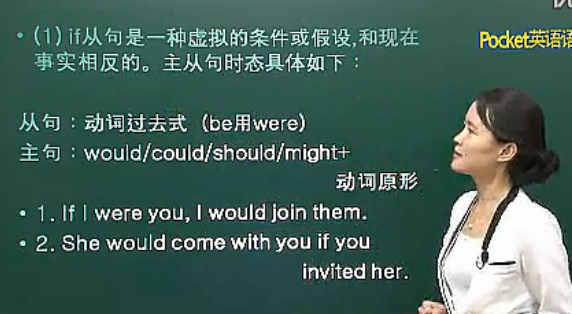 Pocket英语语
• (1) if从句是一种虚拟的条件或假设,和现在
事实相反的。主从句时态具体如下：
从句：动词过去式（be用were）
主句：would/could/should/might+
动词原形
• 1. If I were you, I would join them.
• 2. She would come with you if you
invited her.